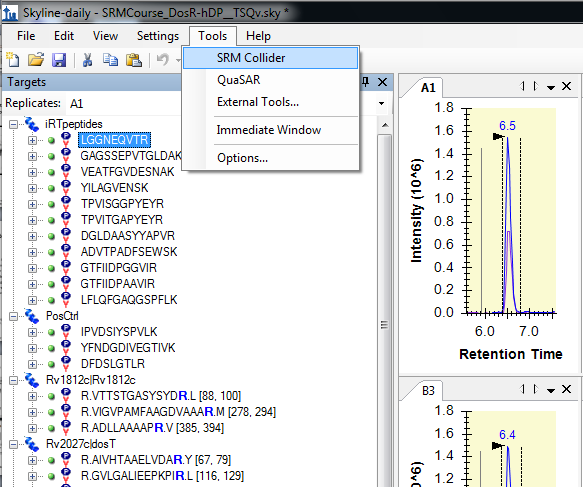 Skyline-daily - SRMCourse_DosR-hDP__TSQv.sky *
File Edit View Settings Tools Help
SRM Collider
QuaSAR
External Tools...
Immediate Window
Options...
Targets
Replicates: A1
iRTpeptides
LGGNEQVTR
GAGSSEPVTGLDAK
VEATFGVDESNAK
YILAGVENSK
TPVISGGPYEYR
TPVITGAPYEYR
DGLDAASYYAPVR
ADVTPADFSEWSK
GTFIIDPGGVIR
GTFIIDPAAVIR
LFLQFGAQGSPFLK
PosCtrl
IPVDSIYSPVLK
YFNDGDIVEGTIVK
DFDSLGTLR
Rv1812c|Rv1812c
R.VTTSTGASYSYDR.L [88, 100]
R.VIGVPAMFAAGDVAAAR.M [278, 294]
R.ADLLAAAAPR.V [385, 394]
Rv2027c|dosT
R.AIVHTAAELVDAR.Y [67, 79]
R.GVLGALIEEPKPIR.L [116, 129]
A1
1.8
1.6
1.4
1.2
1.0
0.8
0.6
0.4
0.2
0.0
Intensity (10^6)
6.5
6.0 7.0
Retention Time
B3
1.8
1.6
1.4
1.2
6.4
0^6)